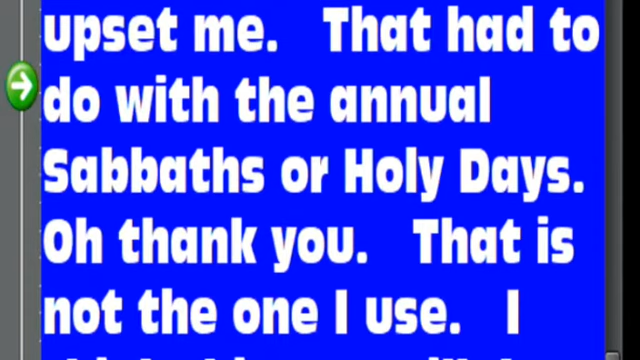 upset me. That had to
do with the annual
Sabbaths or Holy Days.
Oh thank you. That is
not the one I use. I